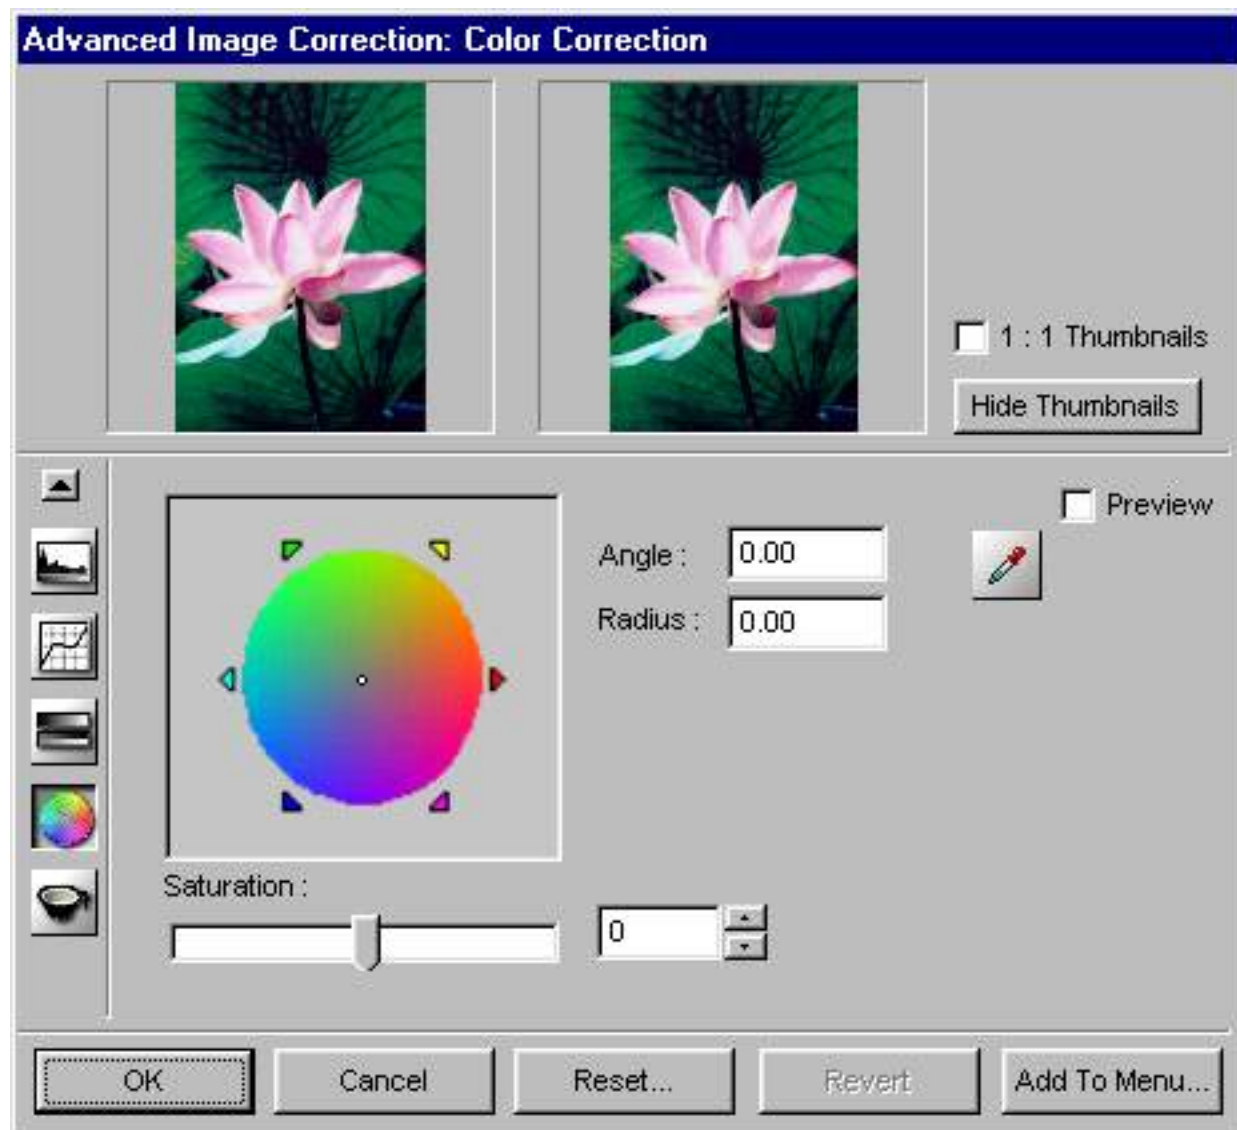 Advanced Image Correction: Color Correction
1 : 1 Thumbnails
Hide Thumbnails
Preview
Angle : 0.00
Radius : 0.00
Saturation :
0
OK Cancel Reset... Revert Add To Menu...